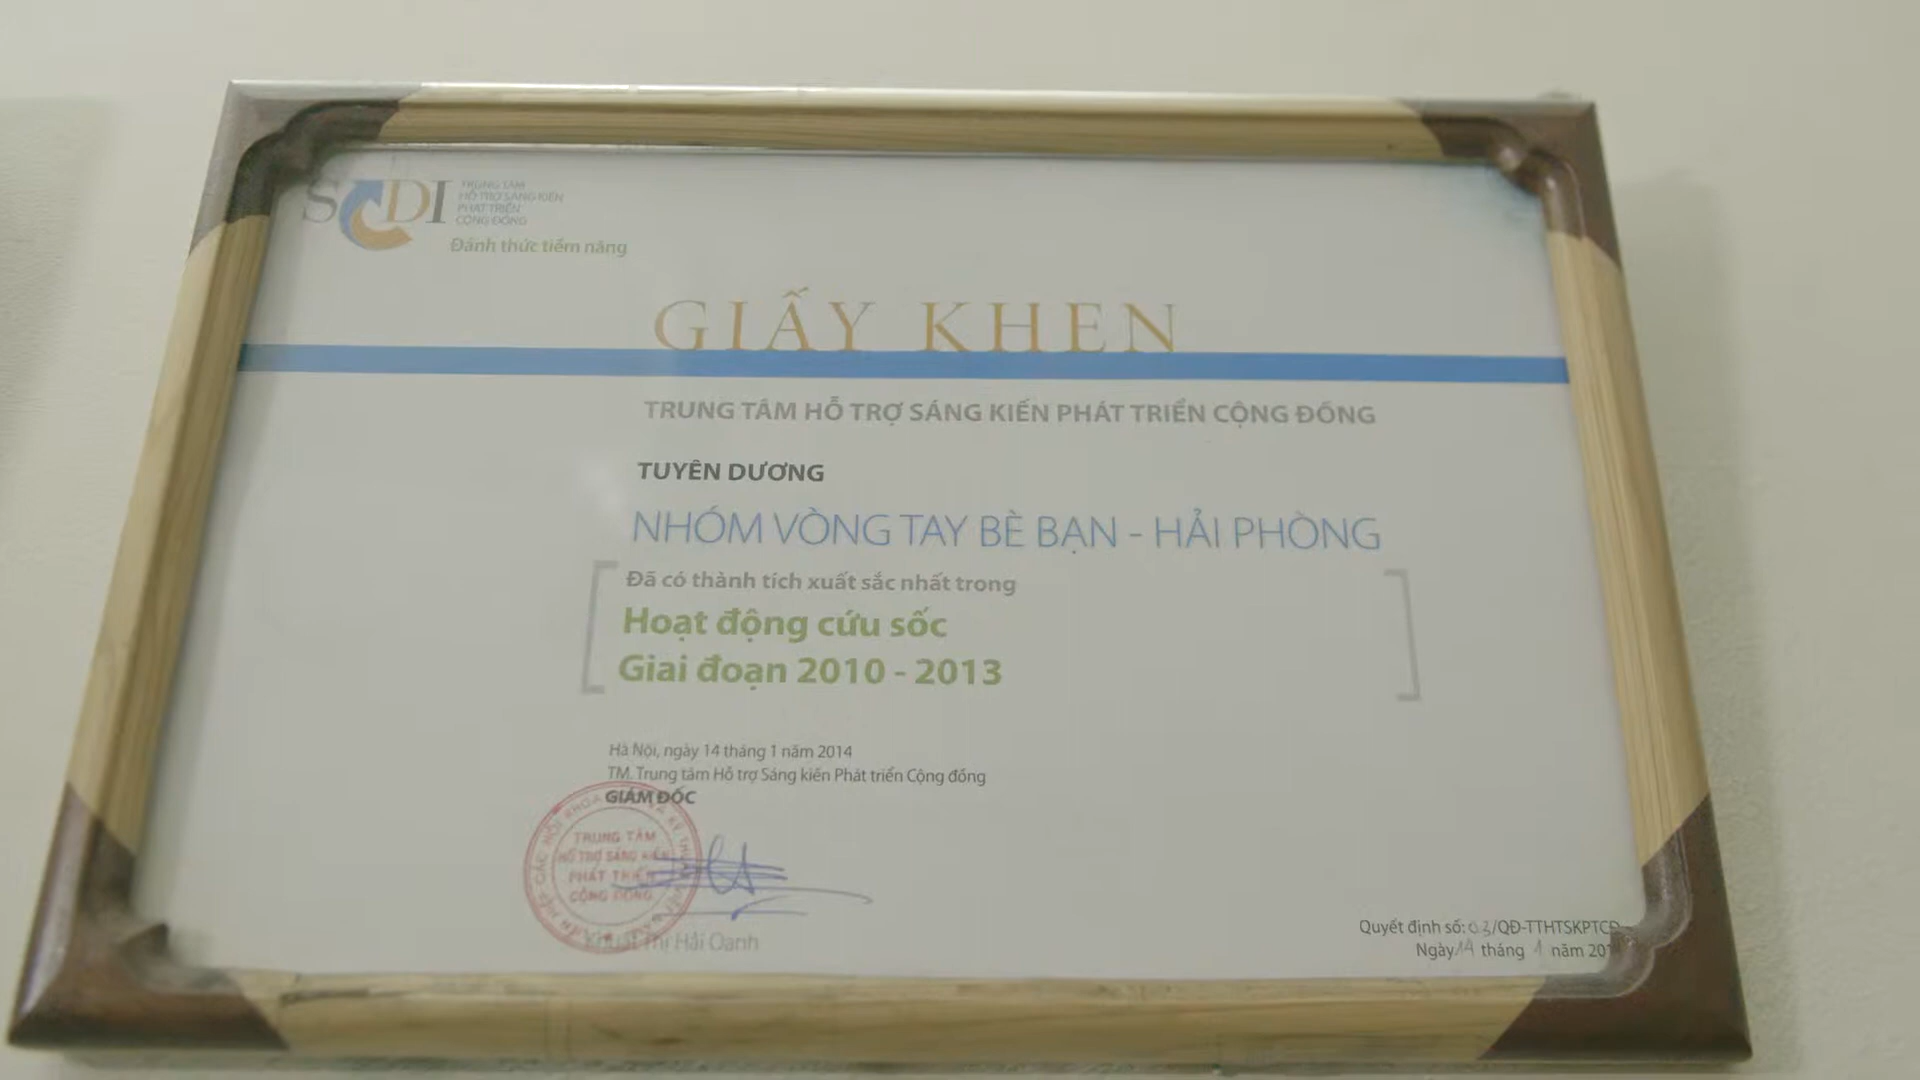 SCDI
TRUNG TÂM
HỖ TRỢ SÁNG KIẾN
PHÁT TRIỂN
CỘNG ĐỒNG
Đánh thức tiềm năng
GIẤY KHEN
TRUNG TÂM HỖ TRỢ SÁNG KIẾN PHÁT TRIỂN CỘNG ĐỒNG
TUYÊN DƯƠNG
NHÓM VÒNG TAY BÈ BẠN - HẢI PHÒNG
Đã có thành tích xuất sắc nhất trong
Hoạt động cứu sốc
Giai đoạn 2010 - 2013
Hà Nội, ngày 14 tháng 1 năm 2014
TM. Trung tâm Hỗ trợ Sáng kiến Phát triển Cộng đồng
GIÁM ĐỐC
TRUNG TÂM
HỖ TRỢ SÁNG KIẾN
PHÁT TRIỂN
CỘNG ĐỒNG
Khuất Thị Hải Oanh
Quyết định số: 03/QĐ-TTHTSKPTCĐ
Ngày 14 tháng 1 năm 201